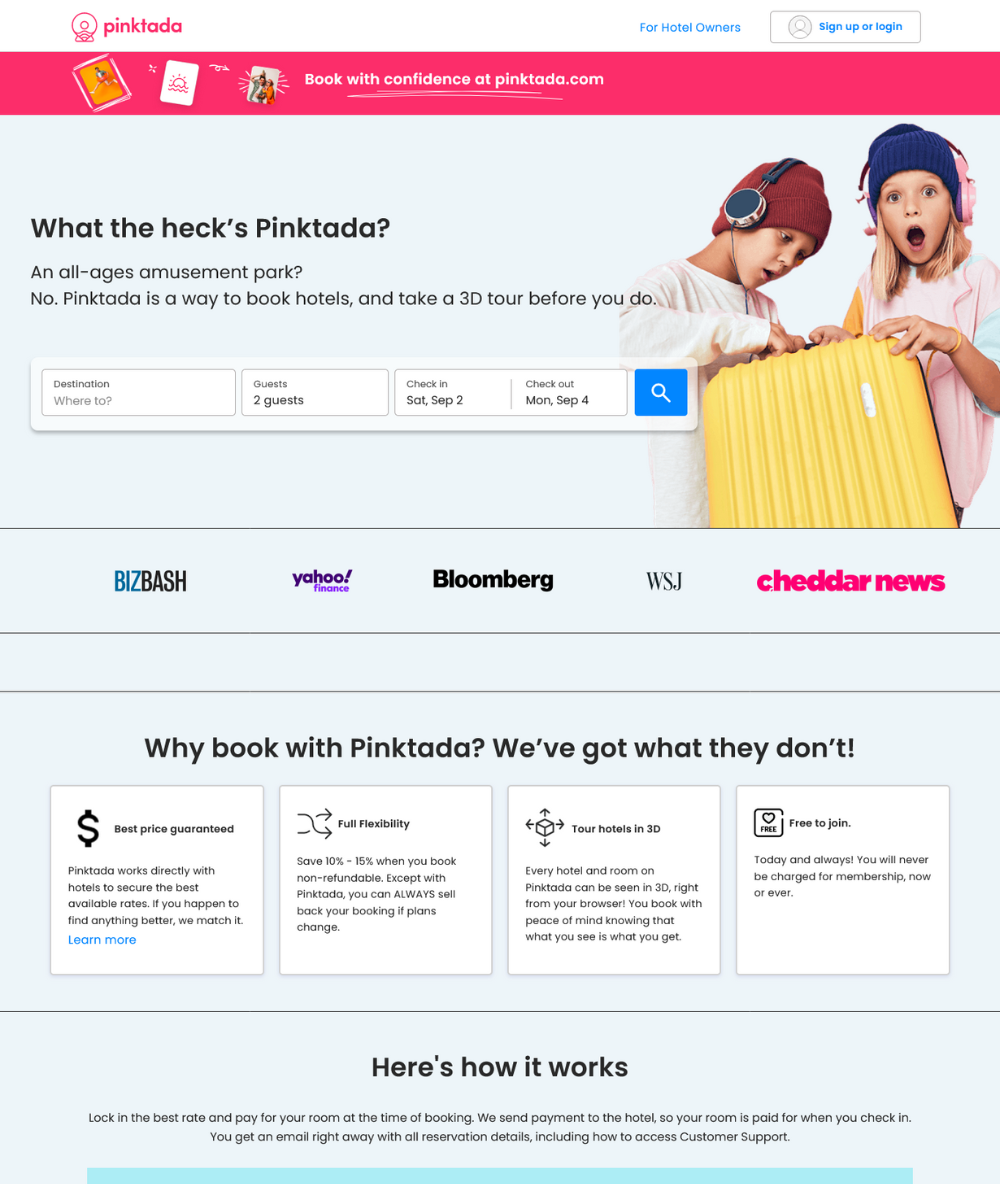 pinktada
For Hotel Owners
Sign up or login
Book with confidence at pinktada.com
What the heck’s Pinktada?
An all-ages amusement park?
No. Pinktada is a way to book hotels, and take a 3D tour before you do.
Destination
Where to?
Guests
2 guests
Check in
Sat, Sep 2
Check out
Mon, Sep 4
BIZBASH
yahoo!
finance
Bloomberg
WSJ
cheddar news
Why book with Pinktada? We’ve got what they don’t!
Best price guaranteed
Pinktada works directly with
hotels to secure the best
available rates. If you happen to
find anything better, we match it.
Learn more
Full Flexibility
Save 10% - 15% when you book
non-refundable. Except with
Pinktada, you can ALWAYS sell
back your booking if plans
change.
Tour hotels in 3D
Every hotel and room on
Pinktada can be seen in 3D, right
from your browser! You book with
peace of mind knowing that
what you see is what you get.
FREE
Free to join.
Today and always! You will never
be charged for membership, now
or ever.
Here's how it works
Lock in the best rate and pay for your room at the time of booking. We send payment to the hotel, so your room is paid for when you check in.
You get an email right away with all reservation details, including how to access Customer Support.